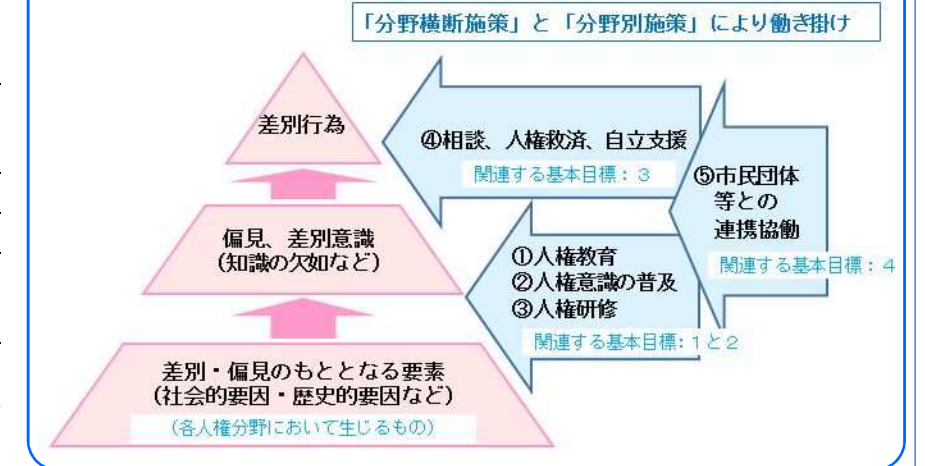 「分野横断施策」と「分野別施策」により働き掛け
差別行為
④相談、人権救済、自立支援
関連する基本目標：３
⑤市民団体
等との
連携協働
関連する基本目標：４
偏見、差別意識
（知識の欠如など）
①人権教育
②人権意識の普及
③人権研修
関連する基本目標：１と２
差別・偏見のもととなる要素
（社会的要因・歴史的要因など）
（各人権分野において生じるもの）